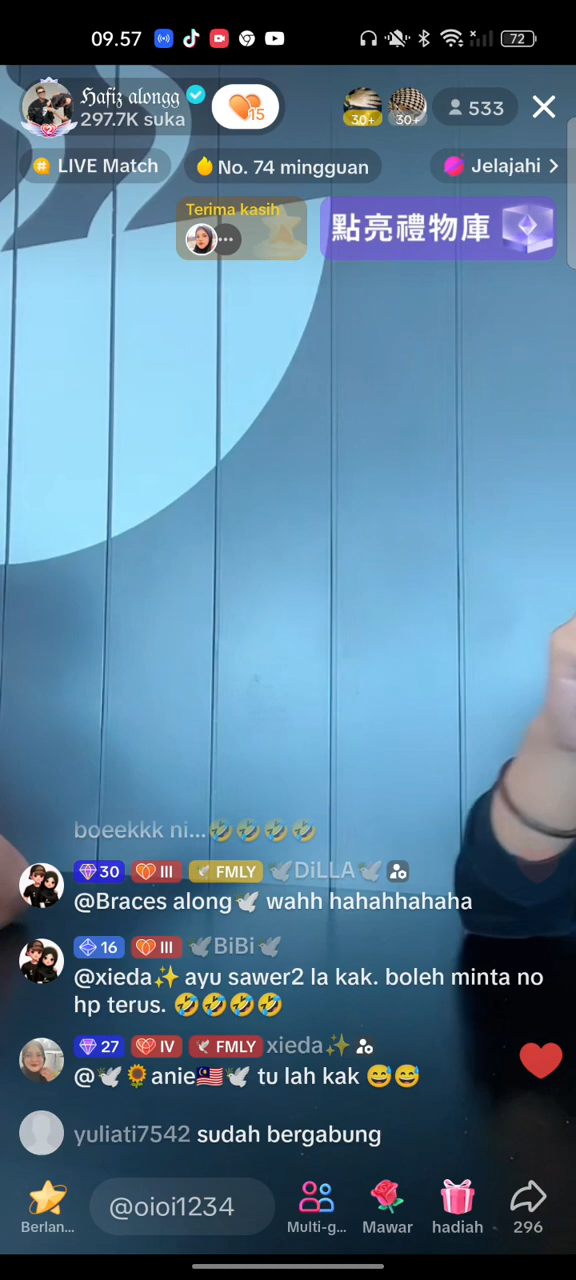 09.57
72
Hafiz alongg
297.7K suka
15
30+
30+
533
LIVE Match
No. 74 mingguan
Jelajahi
Terima kasih
點亮禮物庫
boeekkk ni...🤣🤣🤣🤣
30 III FMLY 🕊️DiLLA🕊️
@Braces along🕊️ wahh hahahhahaha
16 III 🕊️BiBi🕊️
@xieda✨ ayu sawer2 la kak. boleh minta no
hp terus. 🤣🤣🤣🤣
27 IV FMLY xieda✨
@🕊️🌻anie🇲🇾🕊️ tu lah kak 😅😅
yuliati7542 sudah bergabung
Berlan...
@oioi1234
Multi-g...
Mawar
hadiah
296